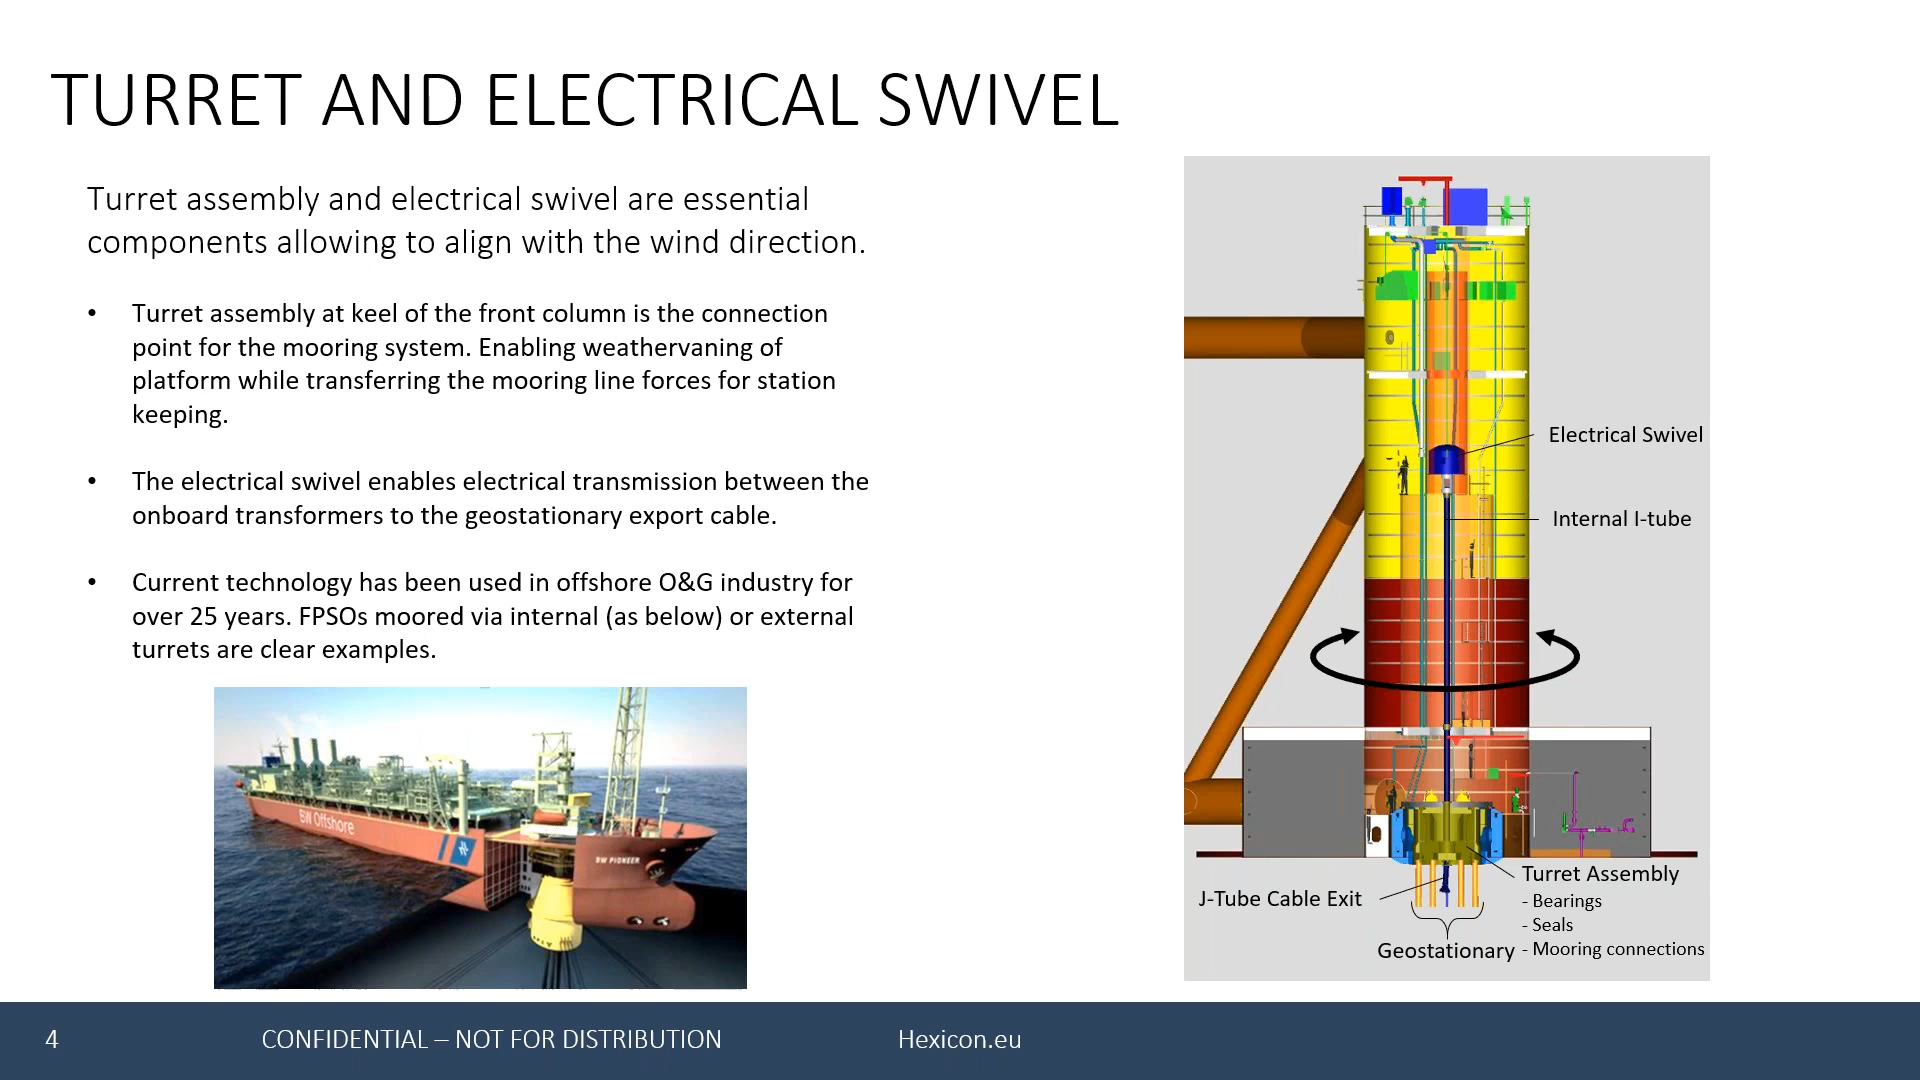 TURRET AND ELECTRICAL SWIVEL
Turret assembly and electrical swivel are essential
components allowing to align with the wind direction.
• Turret assembly at keel of the front column is the connection
point for the mooring system. Enabling weathervaning of
platform while transferring the mooring line forces for station
keeping.
• The electrical swivel enables electrical transmission between the
onboard transformers to the geostationary export cable.
• Current technology has been used in offshore O&G industry for
over 25 years. FPSOs moored via internal (as below) or external
turrets are clear examples.
BW Offshore
BW PIONEER
Electrical Swivel
Internal I-tube
J-Tube Cable Exit
Turret Assembly
- Bearings
- Seals
- Mooring connections
Geostationary
4
CONFIDENTIAL – NOT FOR DISTRIBUTION
Hexicon.eu